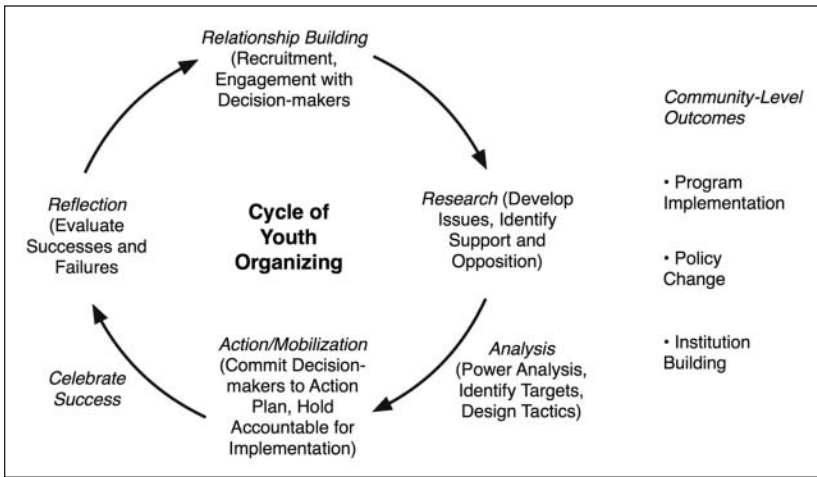 Relationship Building
(Recruitment,
Engagement with
Decision-makers
Research (Develop
Issues, Identify
Support and
Opposition)
Analysis
(Power Analysis,
Identify Targets,
Design Tactics)
Action/Mobilization
(Commit Decision-
makers to Action
Plan, Hold
Accountable for
Implementation)
Celebrate
Success
Reflection
(Evaluate
Successes and
Failures
Cycle of
Youth
Organizing
Community-Level
Outcomes
• Program
Implementation
• Policy
Change
• Institution
Building